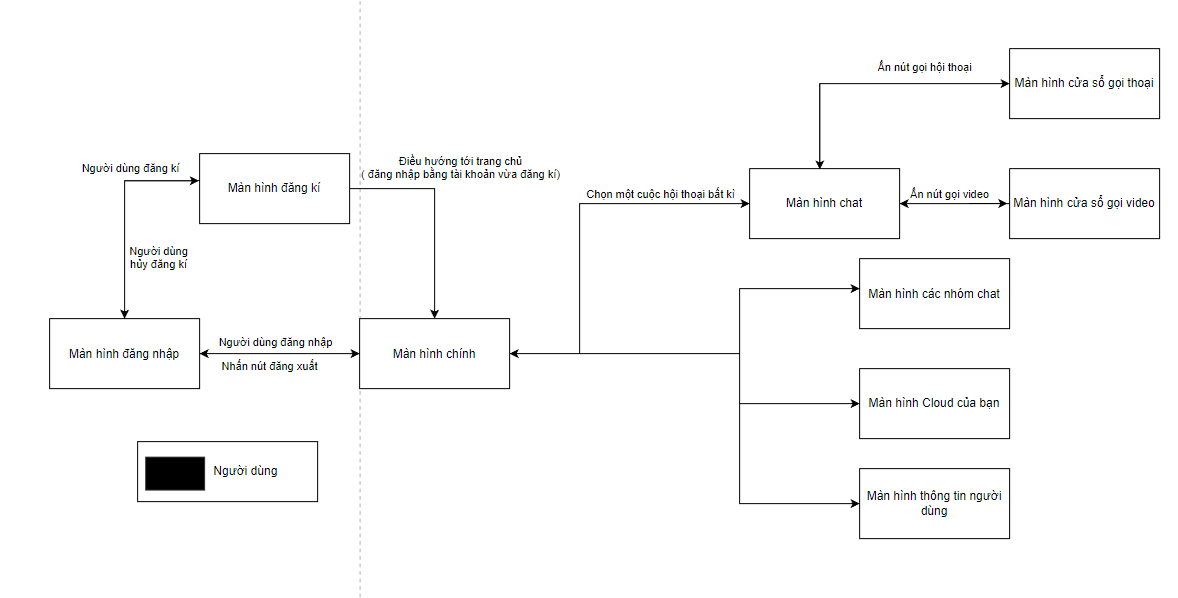 Ấn nút gọi hội thoại
Màn hình cửa sổ gọi thoại
Người dùng đăng kí
Màn hình đăng kí
Điều hướng tới trang chủ
( đăng nhập bằng tài khoản vừa đăng kí)
Chọn một cuộc hội thoại bất kì
Màn hình chat
Ấn nút gọi video
Màn hình cửa sổ gọi video
Người dùng
hủy đăng kí
Màn hình các nhóm chat
Màn hình đăng nhập
Người dùng đăng nhập
Nhấn nút đăng xuất
Màn hình chính
Màn hình Cloud của bạn
Người dùng
Màn hình thông tin người
dùng